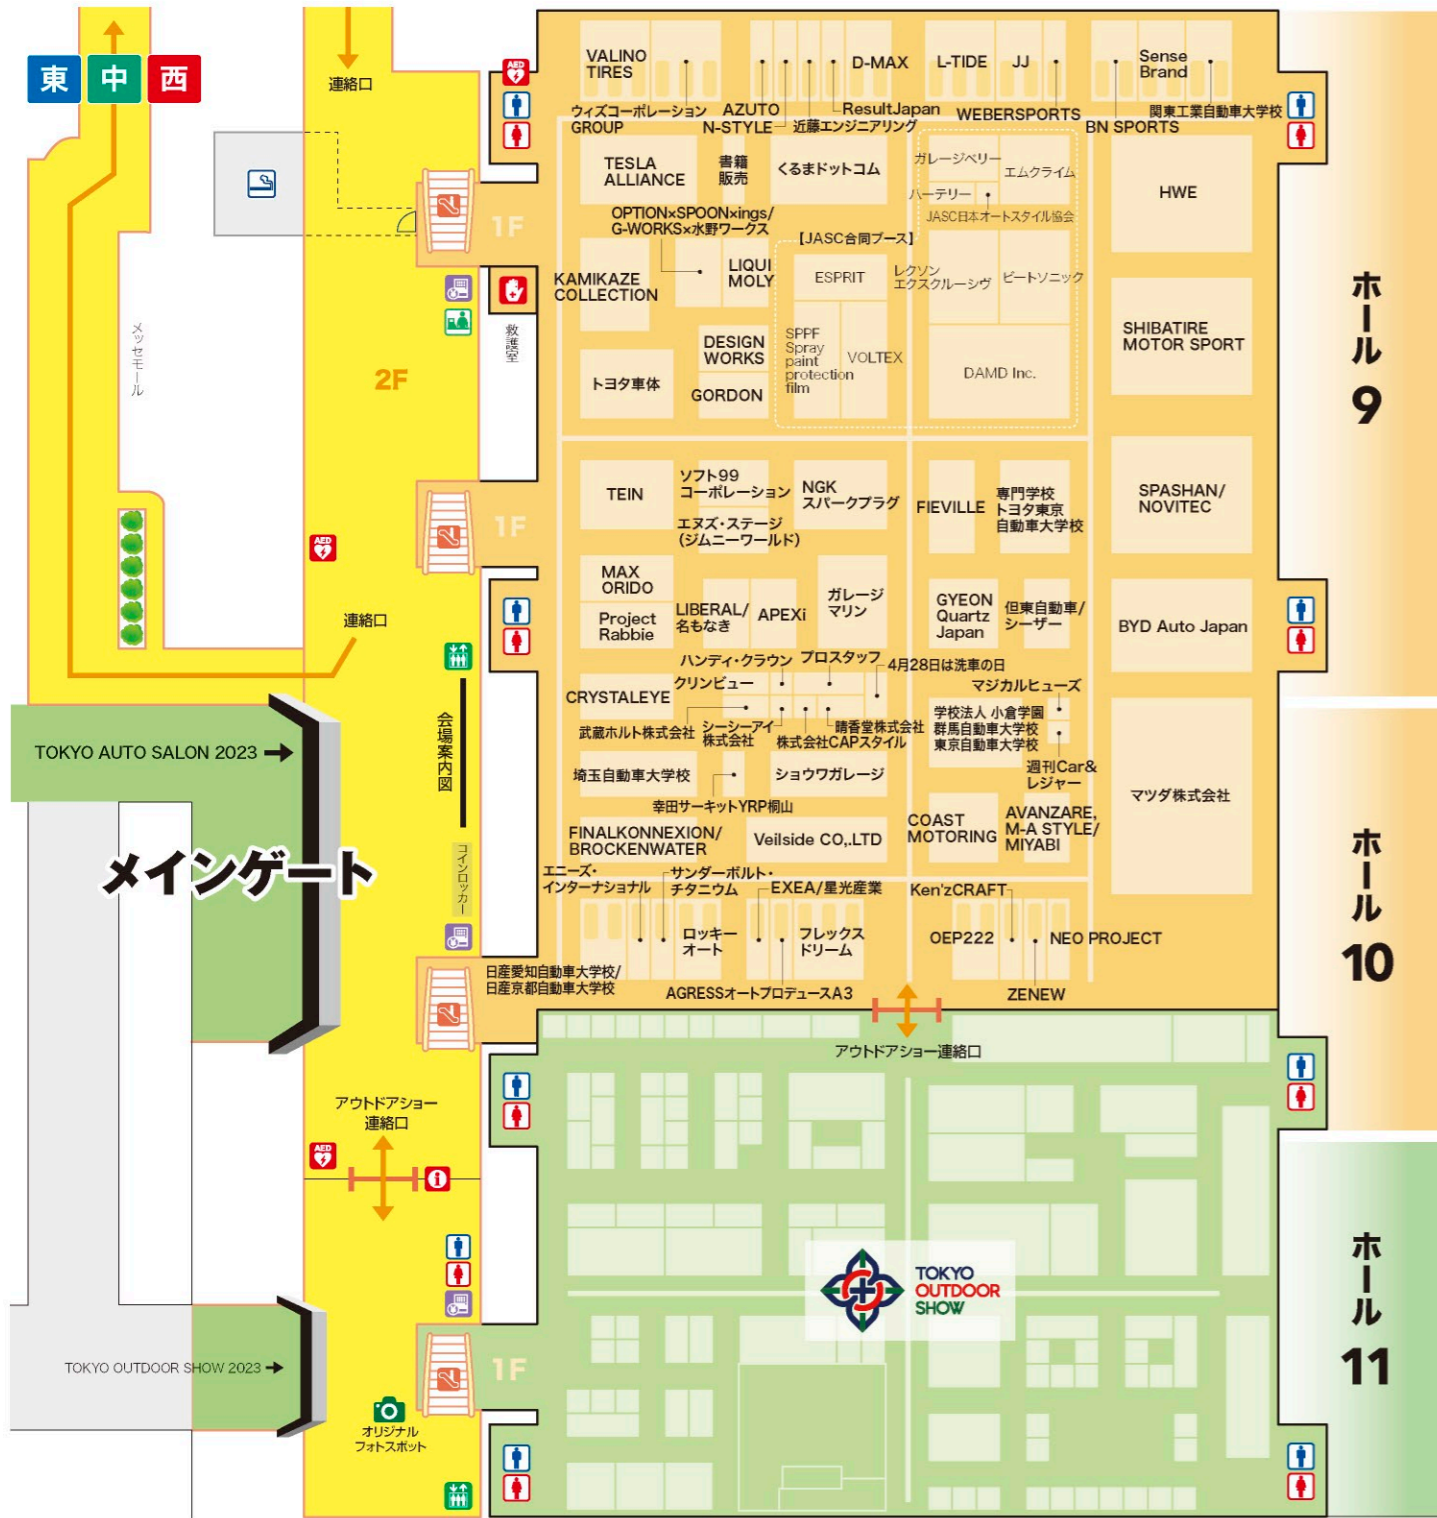 東
中
西
連絡口
VALINO
TIRES
D-MAX
L-TIDE
JJ
Sense
Brand
ウィズコーポレーション
GROUP
AZUTO
N-STYLE
近藤エンジニアリング
ResultJapan
WEBERSPORTS
BN SPORTS
関東工業自動車大学校
AED
TESLA
ALLIANCE
書籍
販売
くるまドットコム
ガレージベリー
エムクライム
ハーテリー
JASC日本オートスタイル協会
HWE
1F
OPTION×SPOON×ings/
G-WORKS×水野ワークス
【JASC合同ブース】
KAMIKAZE
COLLECTION
LIQUI
MOLY
ESPRIT
レクソン
エクスクルーシヴ
ビートソニック
SHIBATIRE
MOTOR SPORT
救護室
メッセモール
2F
トヨタ車体
DESIGN
WORKS
GORDON
SPPF
Spray
paint
protection
film
VOLTEX
DAMD Inc.
ホール
9
TEIN
ソフト99
コーポレーション
エヌズ・ステージ
(ジムニーワールド)
NGK
スパークプラグ
FIEVILLE
専門学校
トヨタ東京
自動車大学校
SPASHAN/
NOVITEC
1F
AED
MAX
ORIDO
Project
Rabbie
LIBERAL/
名もなき
APEXi
ガレージ
マリン
GYEON
Quartz
Japan
但東自動車/
シーザー
BYD Auto Japan
連絡口
ハンディ・クラウン
プロスタッフ
4月28日は洗車の日
クリンビュー
マジカルヒューズ
CRYSTALEYE
武蔵ホルト株式会社
シーシーアイ
株式会社
株式会社CAPスタイル
晴香堂株式会社
学校法人 小倉学園
群馬自動車大学校
東京自動車大学校
週刊Car&
レジャー
TOKYO AUTO SALON 2023
会場案内図
埼玉自動車大学校
ショウワガレージ
幸田サーキットYRP桐山
マツダ株式会社
メインゲート
コインロッカー
FINALKONNEXION/
BROCKENWATER
Veilside CO,.LTD
COAST
MOTORING
AVANZARE,
M-A STYLE/
MIYABI
エニーズ・
インターナショナル
サンダーボルト・
チタニウム
EXEA/星光産業
Ken'zCRAFT
ロッキー
オート
フレックス
ドリーム
OEP222
NEO PROJECT
日産愛知自動車大学校/
日産京都自動車大学校
AGRESSオートプロデュースA3
ZENEW
ホール
10
アウトドアショー連絡口
アウトドアショー
連絡口
AED
TOKYO
OUTDOOR
SHOW
ホール
11
TOKYO OUTDOOR SHOW 2023
1F
オリジナル
フォトスポット